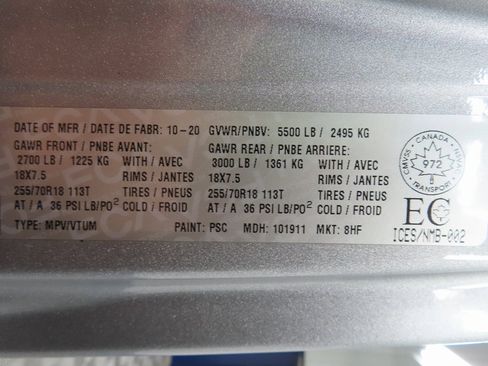 DATE OF MFR / DATE DE FABR: 10-20 GVWR/PNBV: 5500 LB / 2495 KG
GAWR FRONT / PNBE AVANT: GAWR REAR / PNBE ARRIERE:
2700 LB / 1225 KG WITH / AVEC 3000 LB / 1361 KG WITH / AVEC
18X7.5 RIMS / JANTES 18X7.5 RIMS / JANTES
255/70R18 113T TIRES / PNEUS 255/70R18 113T TIRES / PNEUS
AT / A 36 PSI LB/PO² COLD / FROID AT / A 36 PSI LB/PO² COLD / FROID
TYPE: MPV/VTUM PAINT: PSC MDH: 101911 MKT: 8HF
CANADA
CMVSS
NSVAC
972
8
TRANSPORT
EC
ICES/NMB-002